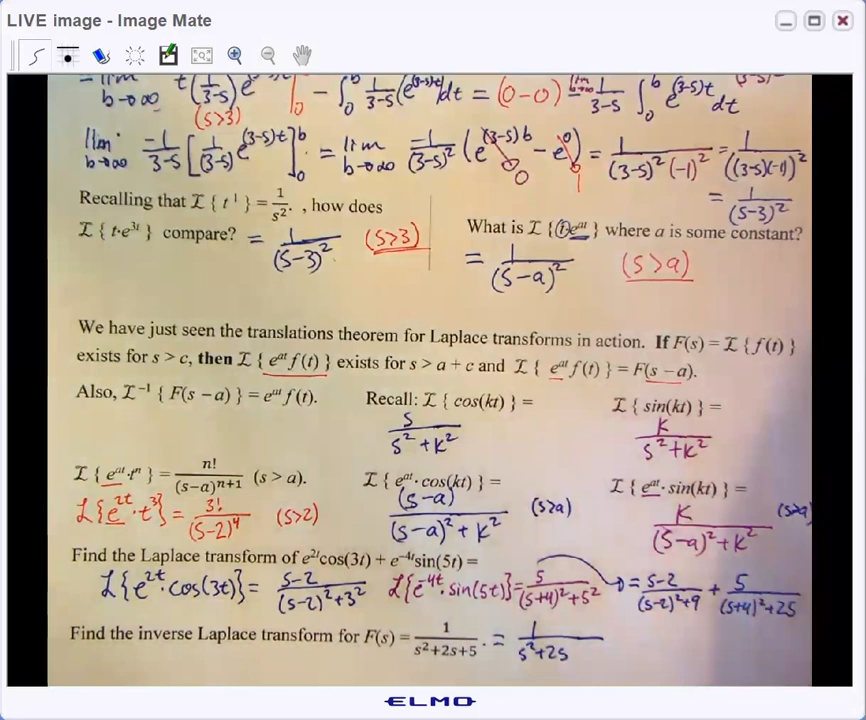 LIVE image - Image Mate
= lim b→∞ t(1/(3-s))e^((3-s)t)]₀ - ∫₀^b 1/(3-s)(e^((3-s)t))dt = (0-0) lim b→∞ 1/(3-s) ∫₀^b e^((3-s)t) dt
(s>3)
lim b→∞ -1/(3-s) [1/(3-s) e^((3-s)t)]₀^b = lim b→∞ -1/(3-s)² (e^((3-s)b) - e^0) = 1/((3-s)²(-1)²) = 1/((3-s)(-1))²
0 1
= 1/(s-3)²
Recalling that ℒ { t¹ } = 1/s². , how does
ℒ { t·e^(3t) } compare? = 1/(s-3)² (s>3)
What is ℒ { t e^(at) } where a is some constant?
= 1/(s-a)² (s>a)
We have just seen the translations theorem for Laplace transforms in action. If F(s) = ℒ { f(t) }
exists for s > c, then ℒ { e^(at) f(t) } exists for s > a + c and ℒ { e^(at) f(t) } = F(s – a).
Also, ℒ⁻¹ { F(s – a) } = e^(at) f(t).
Recall: ℒ { cos(kt) } =
s/(s²+k²)
ℒ { sin(kt) } =
k/(s²+k²)
ℒ { e^(at)·tⁿ } = n!/(s-a)^(n+1) (s > a).
ℒ{e^(2t)·t³} = 3!/(s-2)⁴ (s>2)
ℒ { e^(at)·cos(kt) } =
(s-a)/((s-a)²+k²) (s>a)
ℒ { e^(at)·sin(kt) } =
k/((s-a)²+k²) (s>a)
Find the Laplace transform of e^(2t)cos(3t) + e^(-4t)sin(5t) =
ℒ{e^(2t)·cos(3t)} = s-2/((s-2)²+3²) ℒ{e^(-4t)·sin(5t)} = 5/((s+4)²+5²) → = s-2/((s-2)²+9) + 5/((s+4)²+25)
Find the inverse Laplace transform for F(s) = 1/(s²+2s+5) . = 1/(s²+2s
ELMO